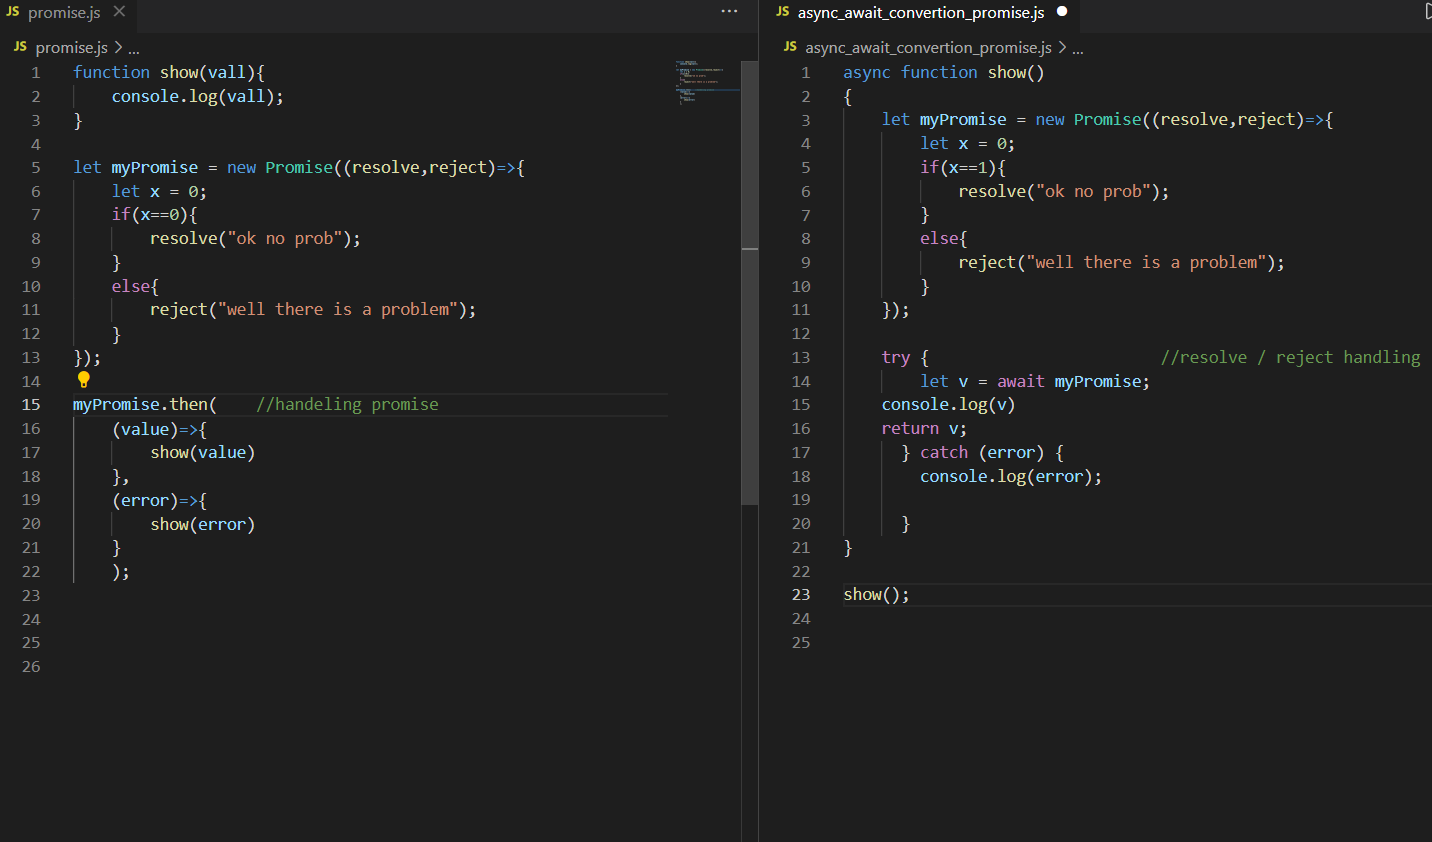 JS promise.js
JS promise.js > ...
1 function show(vall){
2     console.log(vall);
3 }
4
5 let myPromise = new Promise((resolve,reject)=>{
6     let x = 0;
7     if(x==0){
8         resolve("ok no prob");
9     }
10     else{
11         reject("well there is a problem");
12     }
13 });
14
15 myPromise.then(    //handeling promise
16     (value)=>{
17         show(value)
18     },
19     (error)=>{
20         show(error)
21     }
22     );
23
24
25
26
JS async_await_convertion_promise.js
JS async_await_convertion_promise.js > ...
1 async function show()
2 {
3     let myPromise = new Promise((resolve,reject)=>{
4         let x = 0;
5         if(x==1){
6             resolve("ok no prob");
7         }
8         else{
9             reject("well there is a problem");
10         }
11     });
12
13     try {                        //resolve / reject handling
14         let v = await myPromise;
15     console.log(v)
16     return v;
17       } catch (error) {
18         console.log(error);
19
20       }
21 }
22
23 show();
24
25